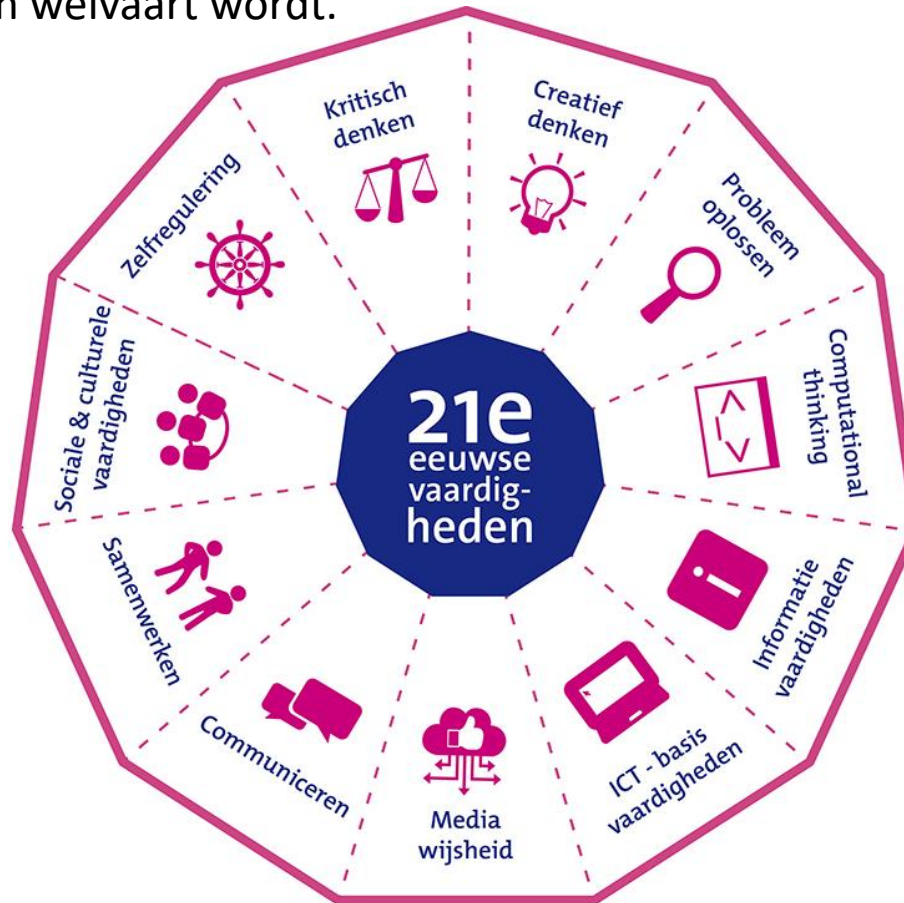 n welvaart wordt.
Kritisch
denken
Creatief
denken
Probleem
oplossen
Computational
thinking
Informatie
vaardigheden
ICT - basis
vaardigheden
Media
wijsheid
Communiceren
Samenwerken
Sociale & culturele
vaardigheden
Zelfregulering
21e
eeuwse
vaardig-
heden